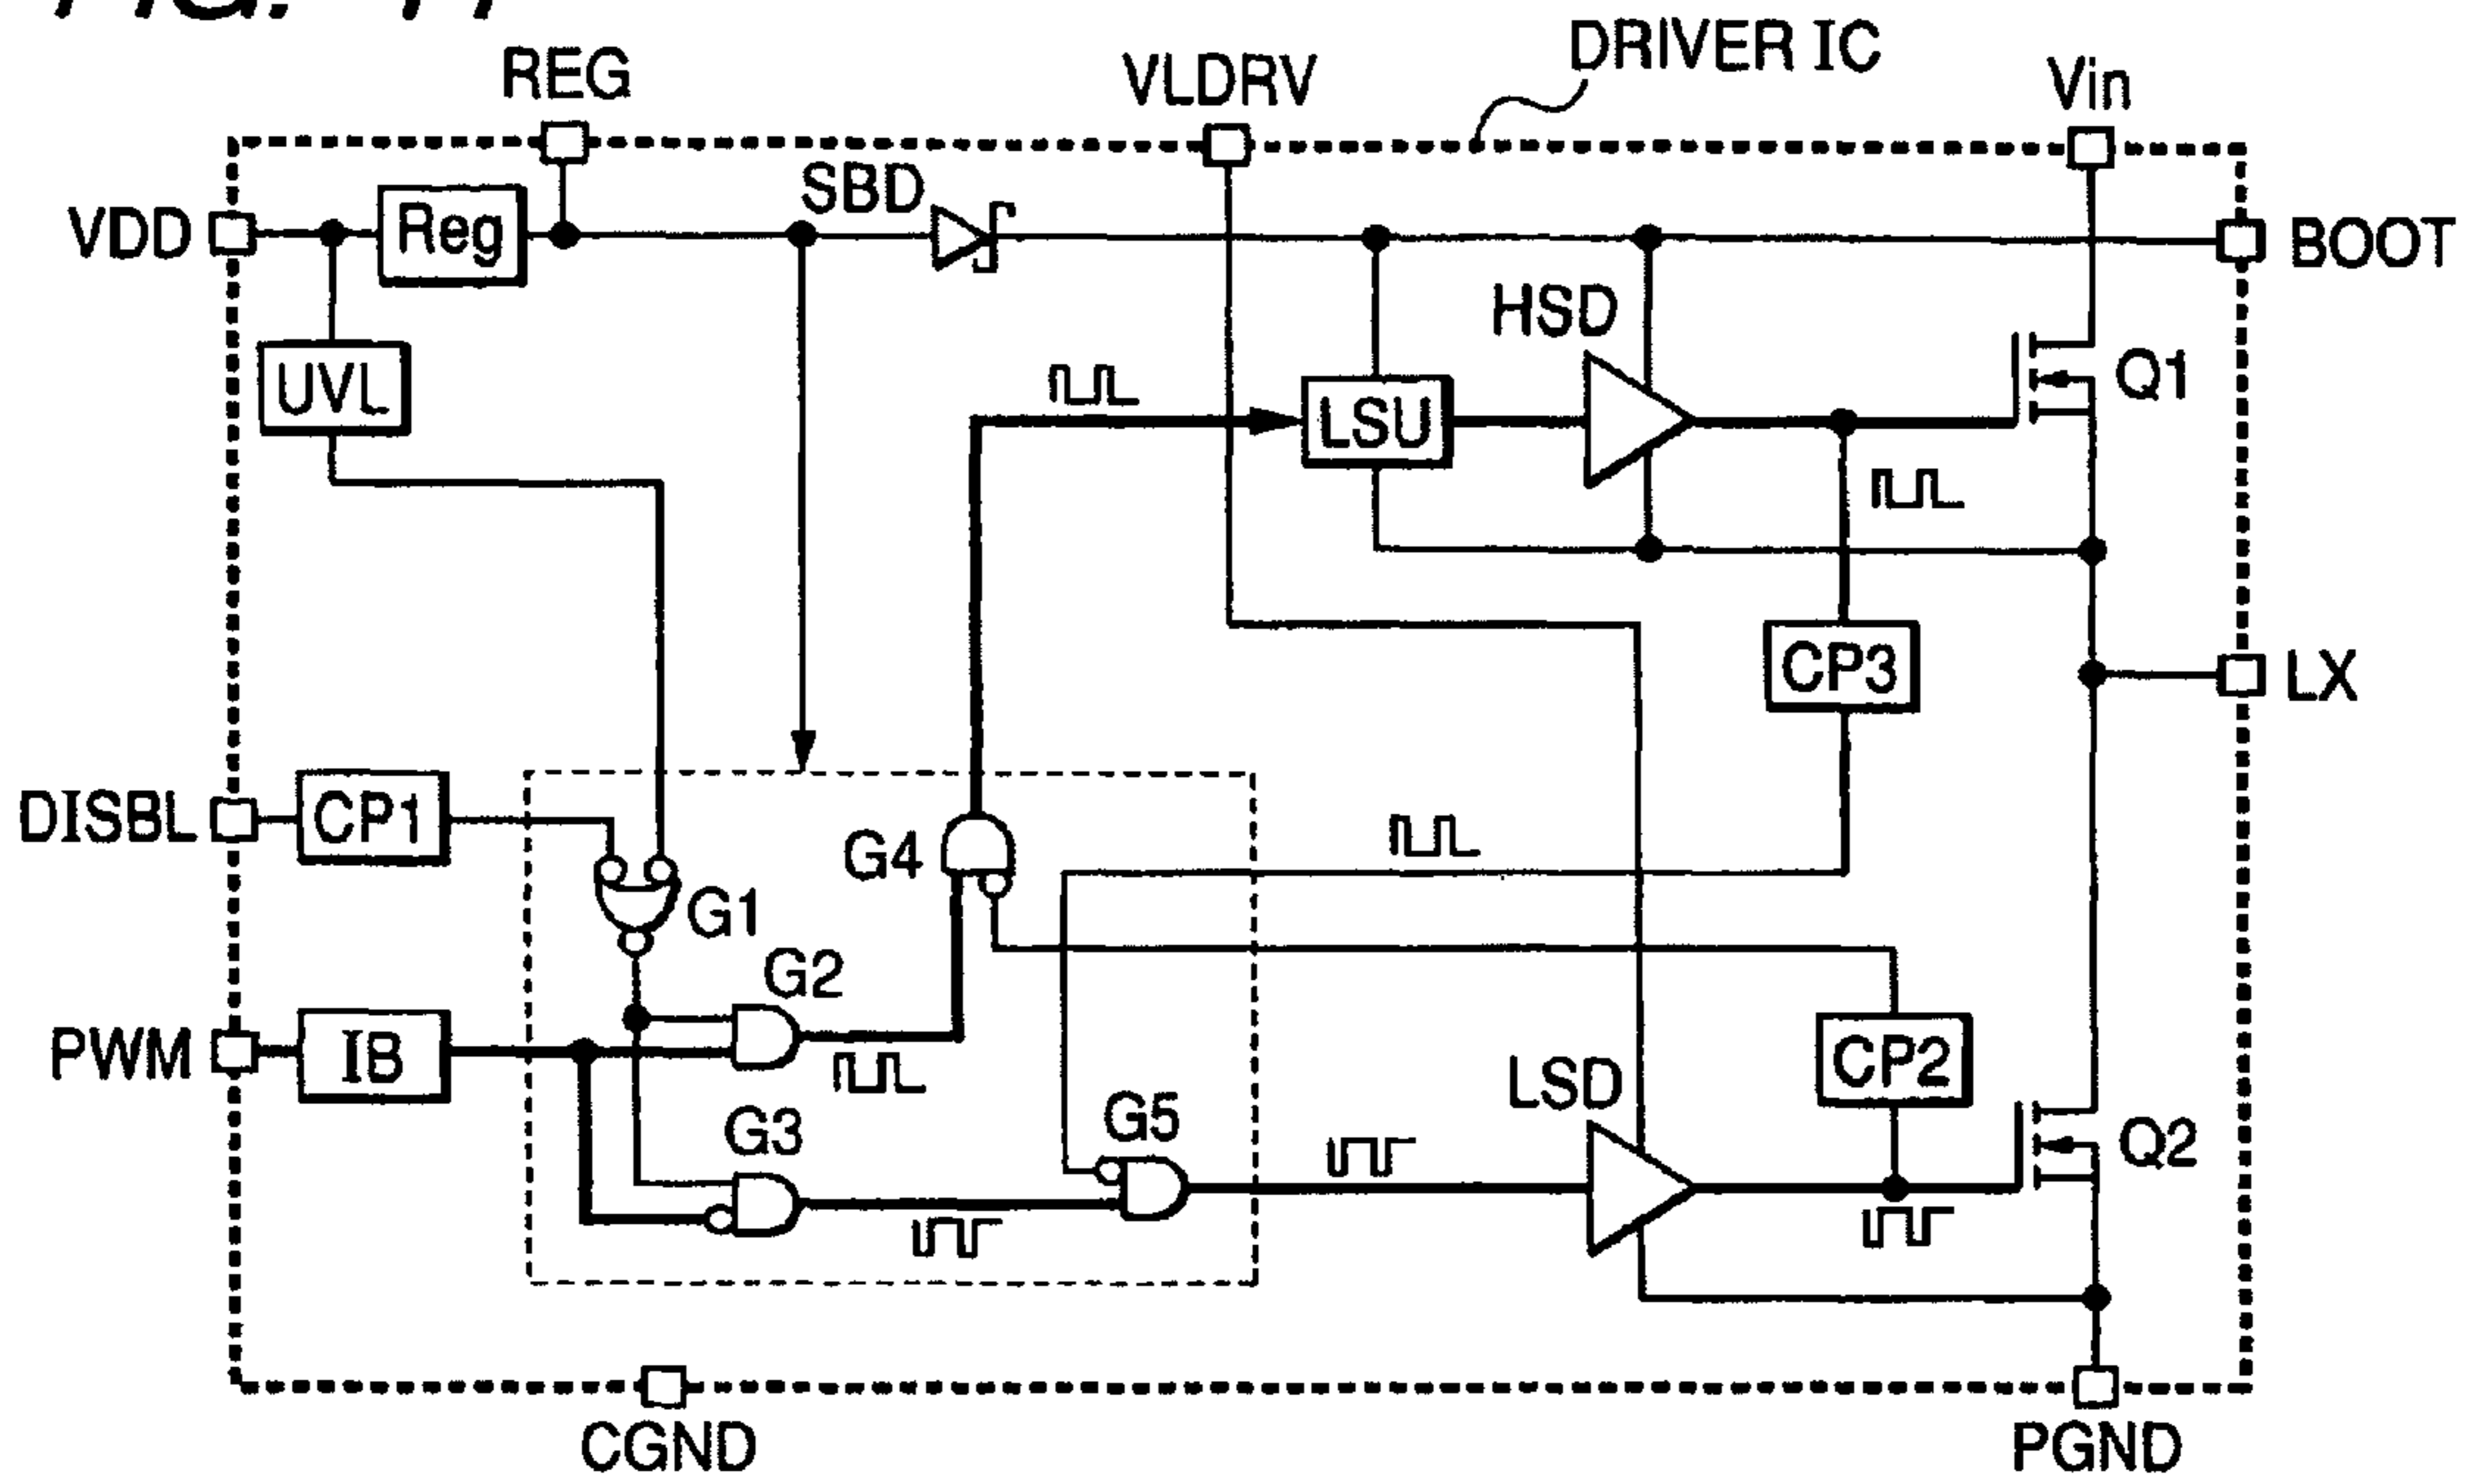 DRIVER IC
REG
VLDRV
Vin
SBD
VDD
Reg
BOOT
HSD
UVL
LSU
Q1
CP3
LX
DISBL
CP1
G4
G1
G2
PWM
IB
CP2
LSD
G3
G5
Q2
CGND
PGND